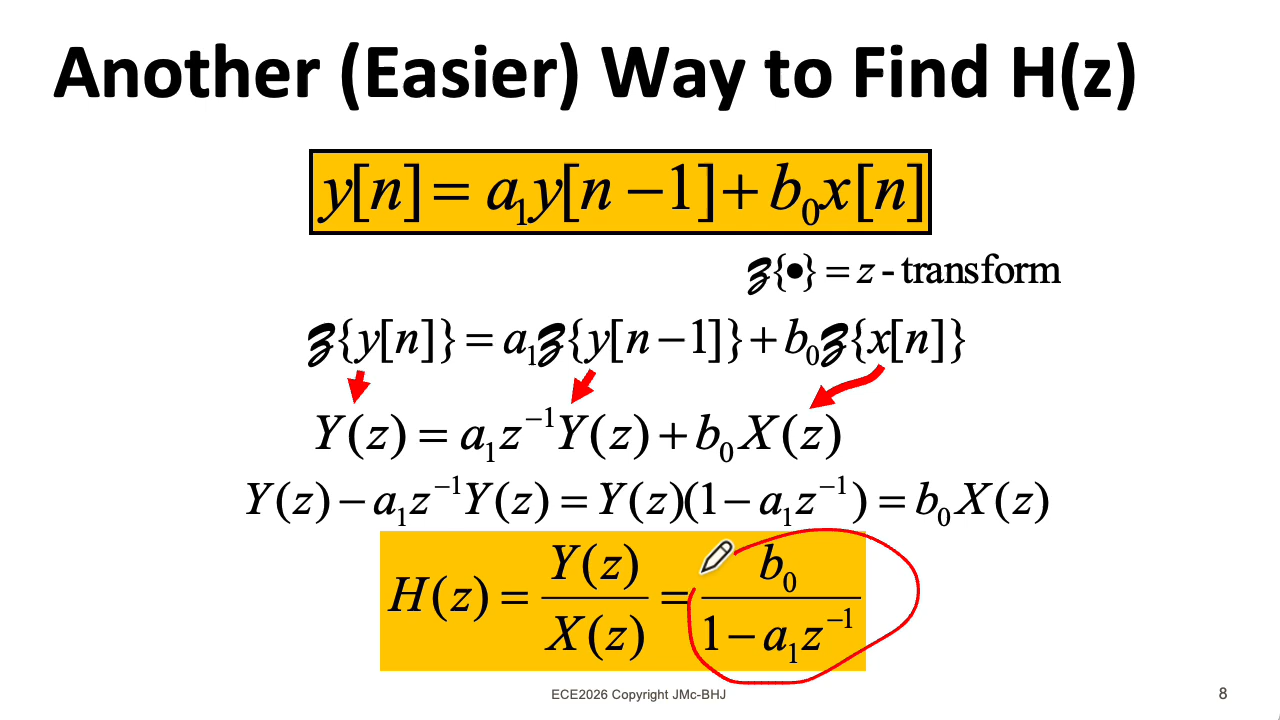 Another (Easier) Way to Find H(z)
y[n] = a₁y[n −1]+ b₀x[n]
𝔃{•} = z - transform
𝔃{y[n]} = a₁𝔃{y[n −1]} + b₀𝔃{x[n]}
Y(z) = a₁z⁻¹Y(z) + b₀X(z)
Y(z) − a₁z⁻¹Y(z) = Y(z)(1 − a₁z⁻¹) = b₀X(z)
H(z) = Y(z)/X(z) = b₀/(1 − a₁z⁻¹)
ECE2026 Copyright JMc-BHJ
8